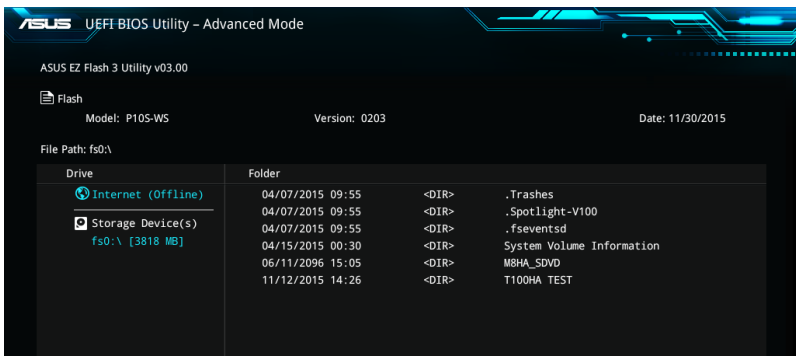 ASUS UEFI BIOS Utility – Advanced Mode
ASUS EZ Flash 3 Utility v03.00
Flash
Model: P10S-WS Version: 0203 Date: 11/30/2015
File Path: fs0:\
Drive Folder
Internet (Offline) 04/07/2015 09:55 <DIR> .Trashes
04/07/2015 09:55 <DIR> .Spotlight-V100
Storage Device(s) 04/07/2015 09:55 <DIR> .fseventsd
fs0:\ [3818 MB] 04/15/2015 00:30 <DIR> System Volume Information
06/11/2096 15:05 <DIR> M8HA_SDVD
11/12/2015 14:26 <DIR> T100HA TEST